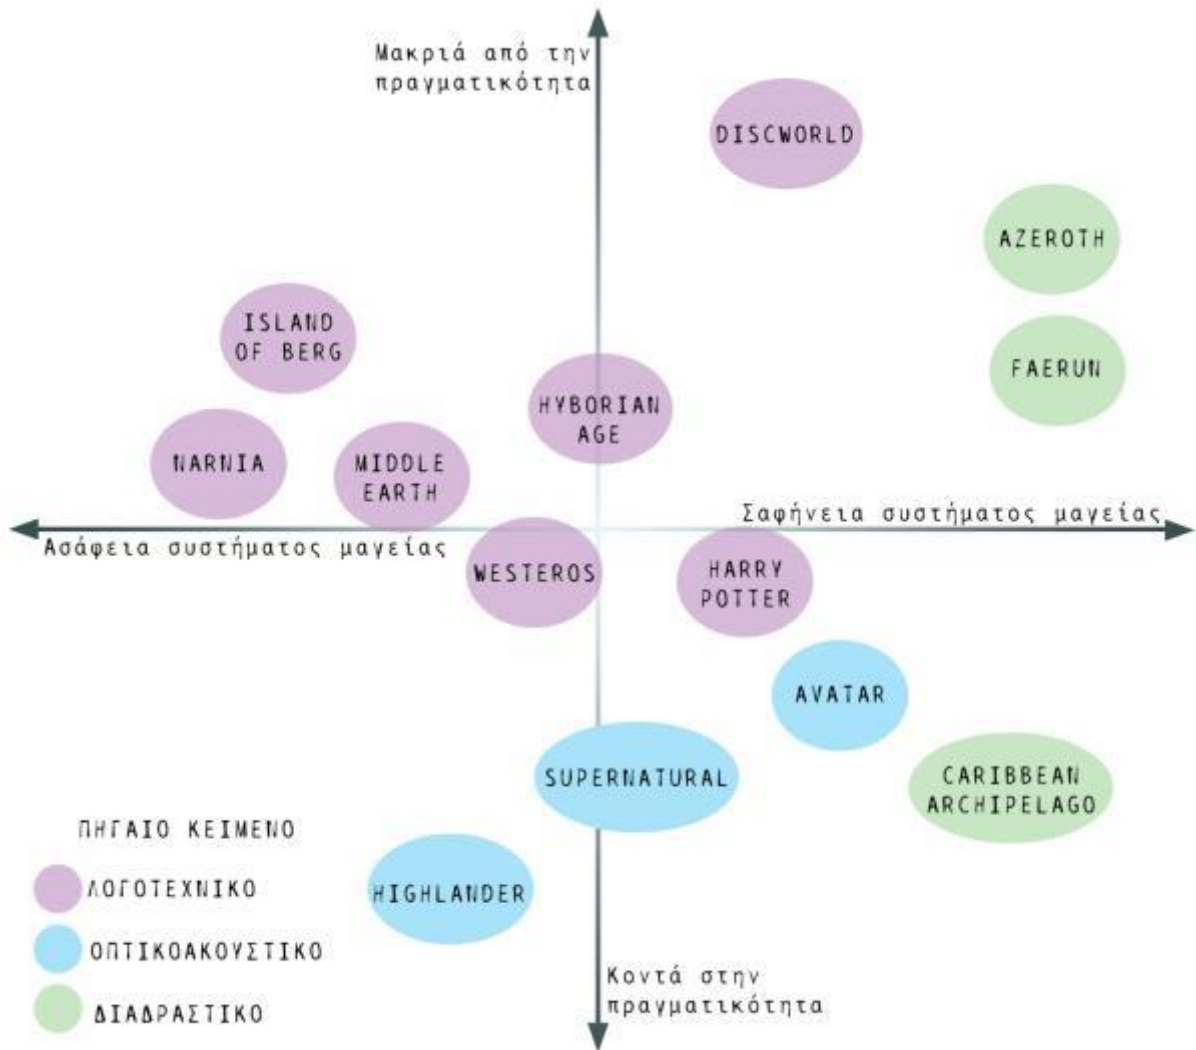 Μακριά από την
πραγματικότητα
DISCWORLD
AZEROTH
ISLAND
OF BERG
FAERUN
HYBORIAN
AGE
NARNIA
MIDDLE
EARTH
Σαφήνεια συστήματος μαγείας
Ασάφεια συστήματος μαγείας
WESTEROS
HARRY
POTTER
AVATAR
SUPERNATURAL
CARIBBEAN
ARCHIPELAGO
HIGHLANDER
ΠΗΓΑΙΟ ΚΕΙΜΕΝΟ
ΛΟΓΟΤΕΧΝΙΚΟ
ΟΠΤΙΚΟΑΚΟΥΣΤΙΚΟ
ΔΙΑΔΡΑΣΤΙΚΟ
Κοντά στην
πραγματικότητα